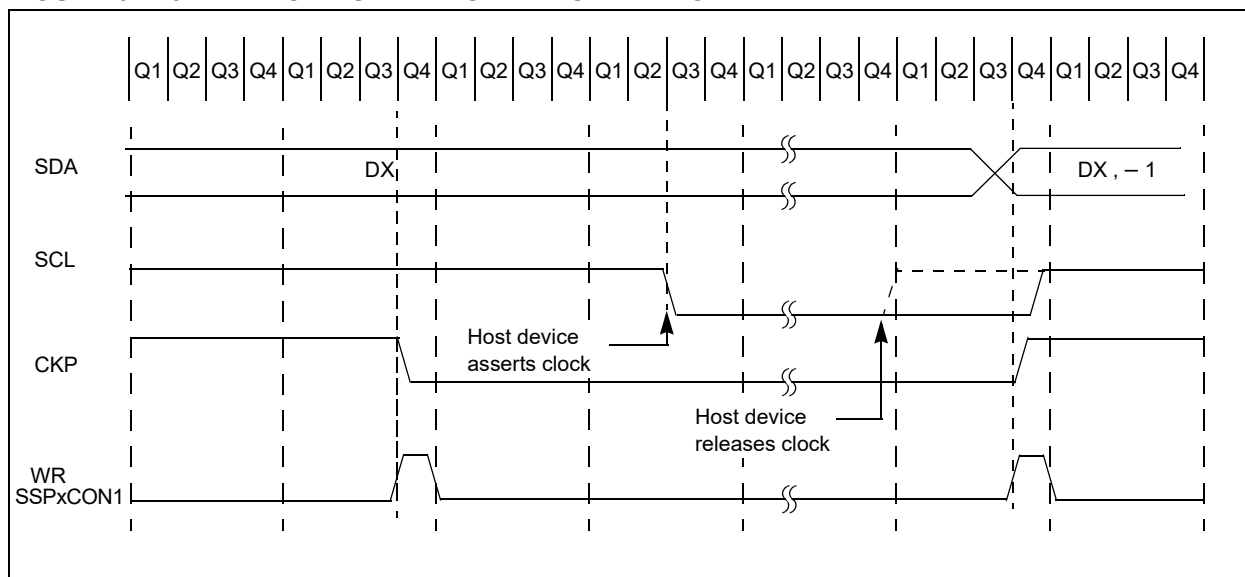 Q1 Q2 Q3 Q4 Q1 Q2 Q3 Q4 Q1 Q2 Q3 Q4 Q1 Q2 Q3 Q4 Q1 Q2 Q3 Q4 Q1 Q2 Q3 Q4 Q1 Q2 Q3 Q4
SDA
DX
DX , – 1
SCL
Host device
asserts clock
CKP
Host device
releases clock
WR
SSPxCON1